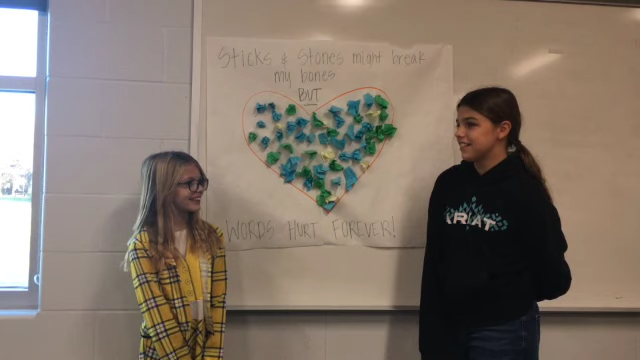 Sticks & Stones might break
my bones
BUT
WORDS HURT FOREVER!
ARIAT